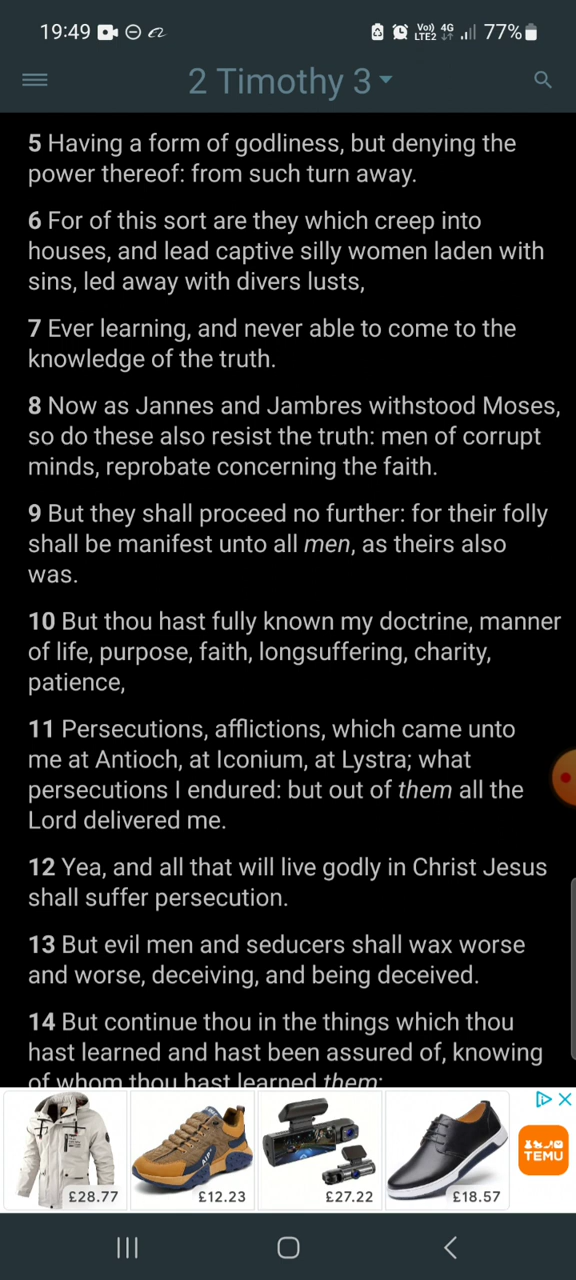 19:49 Vo)) LTE2 4G 77%
2 Timothy 3
5 Having a form of godliness, but denying the
power thereof: from such turn away.
6 For of this sort are they which creep into
houses, and lead captive silly women laden with
sins, led away with divers lusts,
7 Ever learning, and never able to come to the
knowledge of the truth.
8 Now as Jannes and Jambres withstood Moses,
so do these also resist the truth: men of corrupt
minds, reprobate concerning the faith.
9 But they shall proceed no further: for their folly
shall be manifest unto all men, as theirs also
was.
10 But thou hast fully known my doctrine, manner
of life, purpose, faith, longsuffering, charity,
patience,
11 Persecutions, afflictions, which came unto
me at Antioch, at Iconium, at Lystra; what
persecutions I endured: but out of them all the
Lord delivered me.
12 Yea, and all that will live godly in Christ Jesus
shall suffer persecution.
13 But evil men and seducers shall wax worse
and worse, deceiving, and being deceived.
14 But continue thou in the things which thou
hast learned and hast been assured of, knowing
of whom thou hast learned them:
£28.77
£12.23
£27.22
£18.57
TEMU